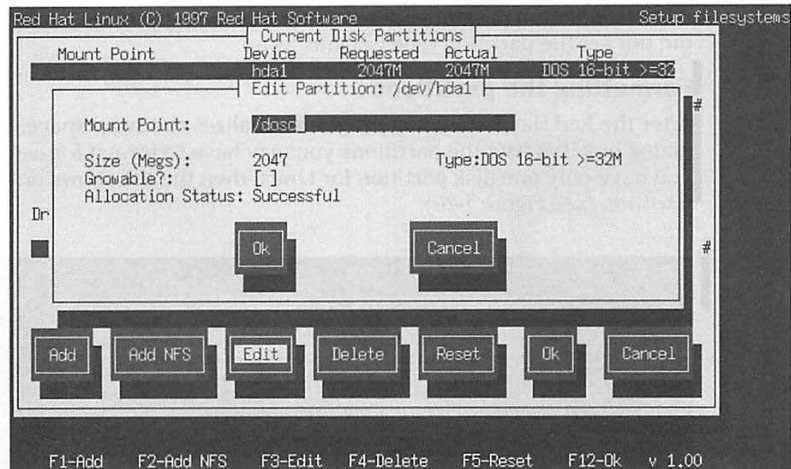 Red Hat Linux (C) 1997 Red Hat Software Setup filesystems
Current Disk Partitions
Mount Point Device Requested Actual Type
hda1 2047M 2047M DOS 16-bit >=32
Edit Partition: /dev/hda1
Mount Point: /dosc
Size (Megs): 2047 Type:DOS 16-bit >=32M
Growable?: [ ]
Allocation Status: Successful
Dr
#
#
Ok Cancel
Add Add NFS Edit Delete Reset Ok Cancel
F1-Add F2-Add NFS F3-Edit F4-Delete F5-Reset F12-Ok v 1.00